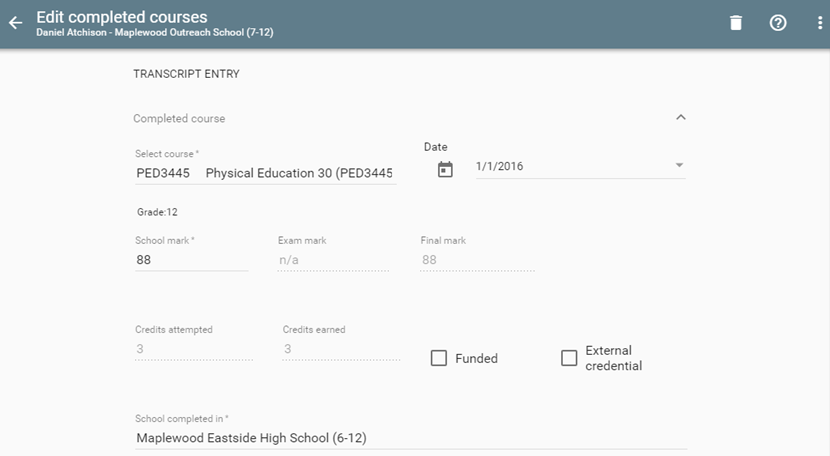 Edit completed courses
Daniel Atchison - Maplewood Outreach School (7-12)
TRANSCRIPT ENTRY
Completed course
Select course *
PED3445 Physical Education 30 (PED3445
Date
1/1/2016
Grade:12
School mark *
88
Exam mark
n/a
Final mark
88
Credits attempted
3
Credits earned
3
Funded
External
credential
School completed in *
Maplewood Eastside High School (6-12)